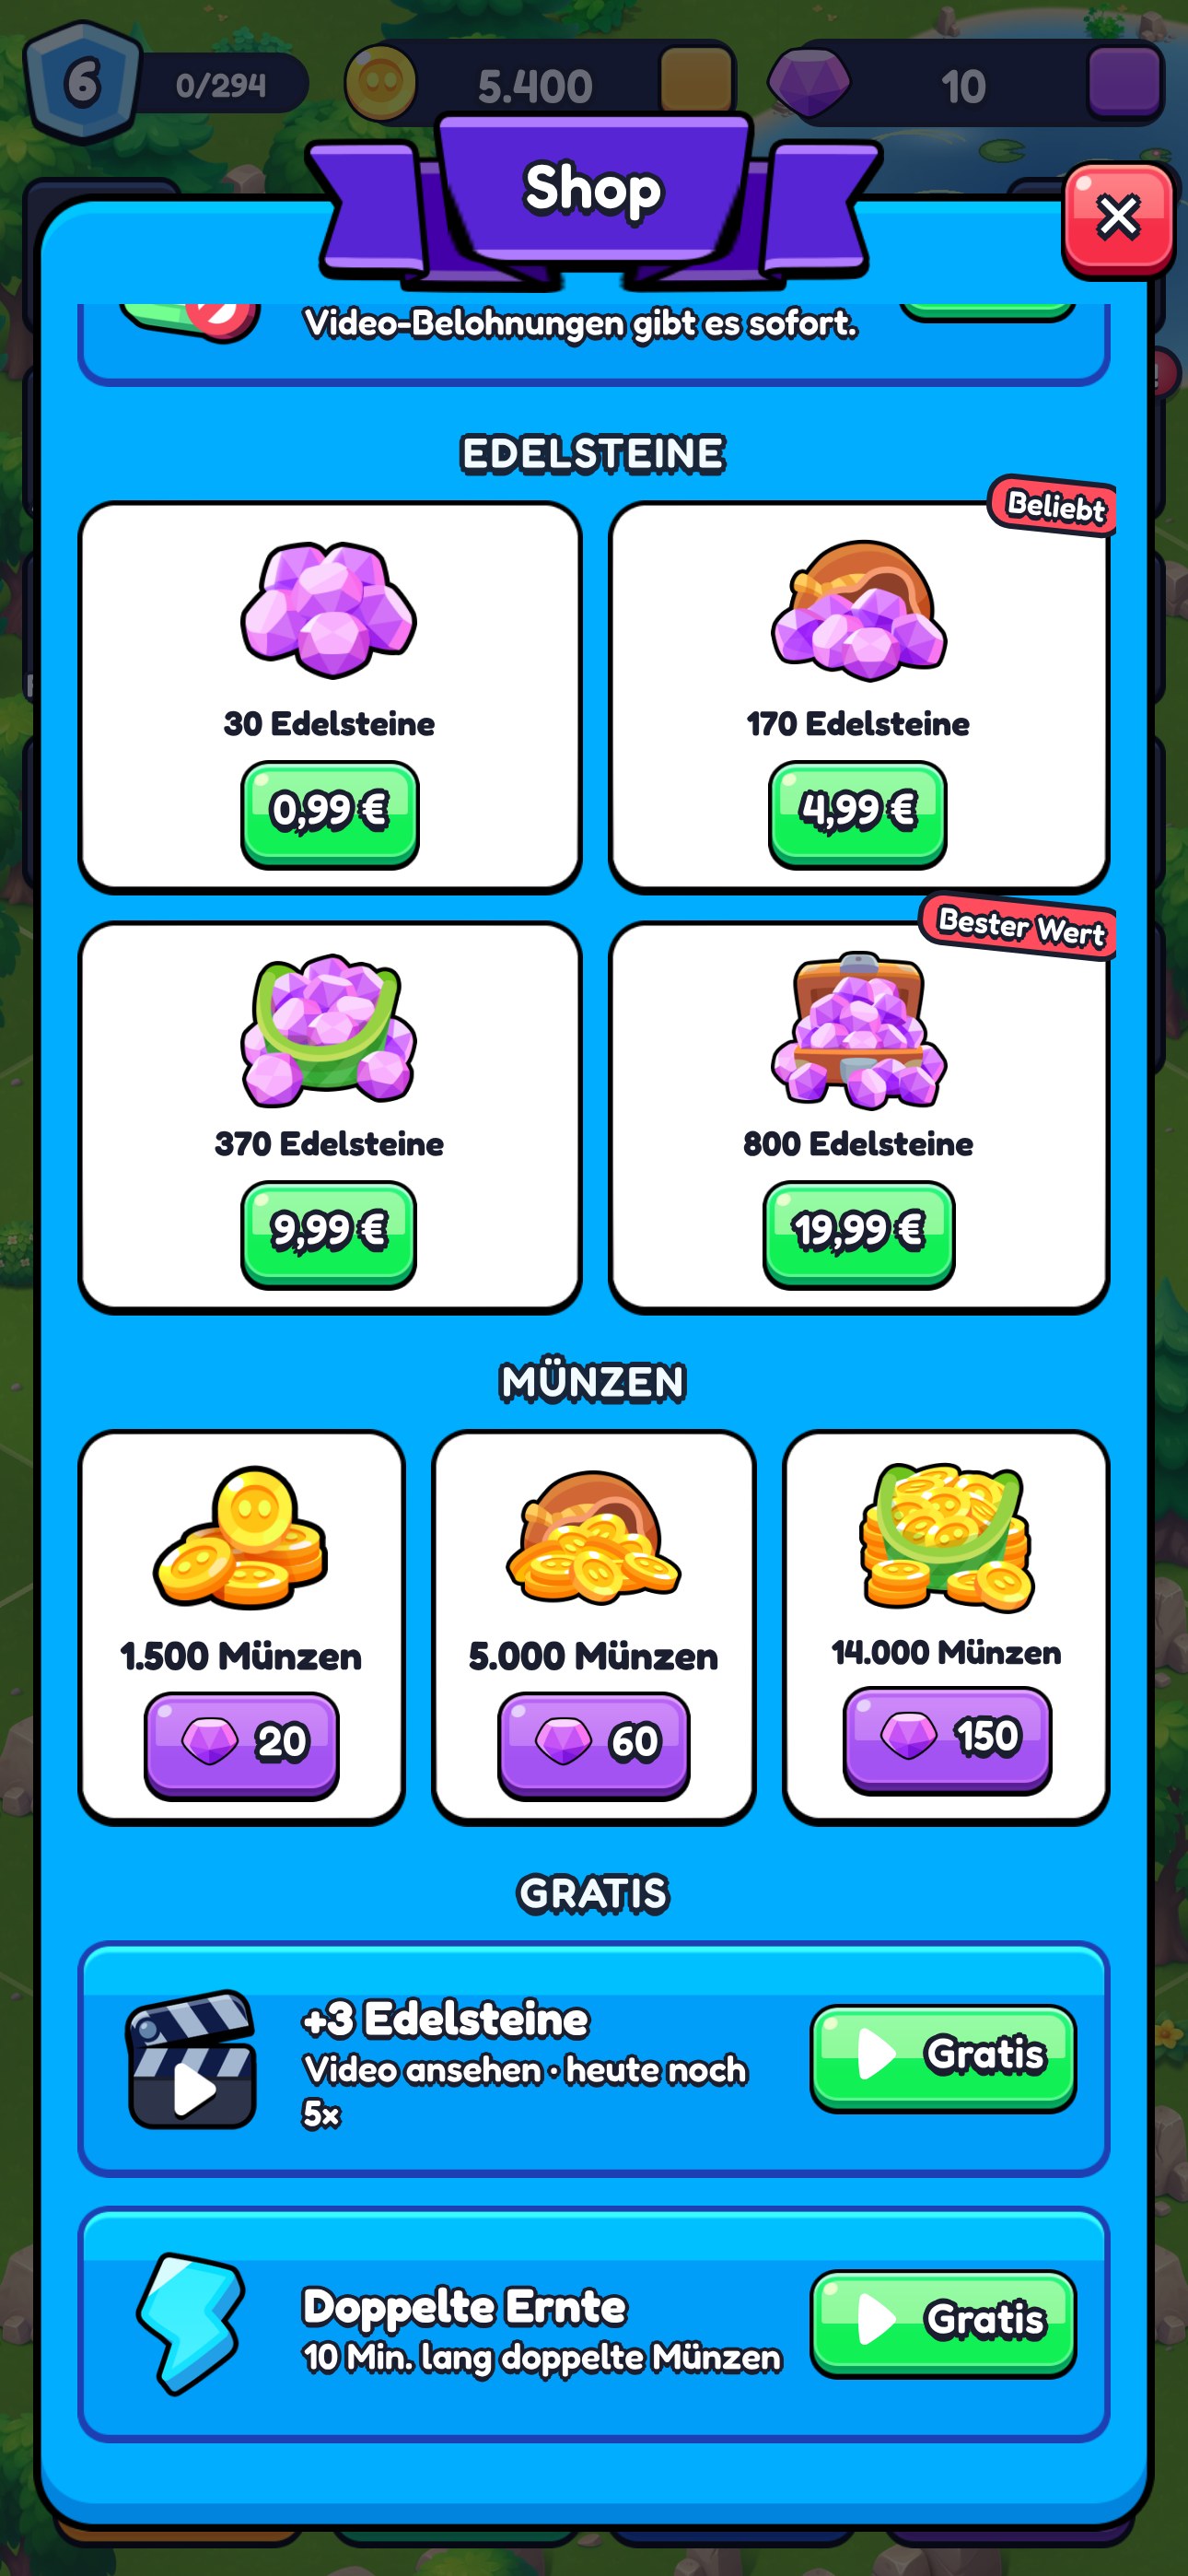 6
0/294
5.400
10
Shop
Video-Belohnungen gibt es sofort.
EDELSTEINE
Beliebt
30 Edelsteine
170 Edelsteine
0,99 €
4,99 €
Bester Wert
370 Edelsteine
800 Edelsteine
9,99 €
19,99 €
MÜNZEN
1.500 Münzen
5.000 Münzen
14.000 Münzen
20
60
150
GRATIS
+3 Edelsteine
Video ansehen · heute noch
5x
Gratis
Doppelte Ernte
10 Min. lang doppelte Münzen
Gratis